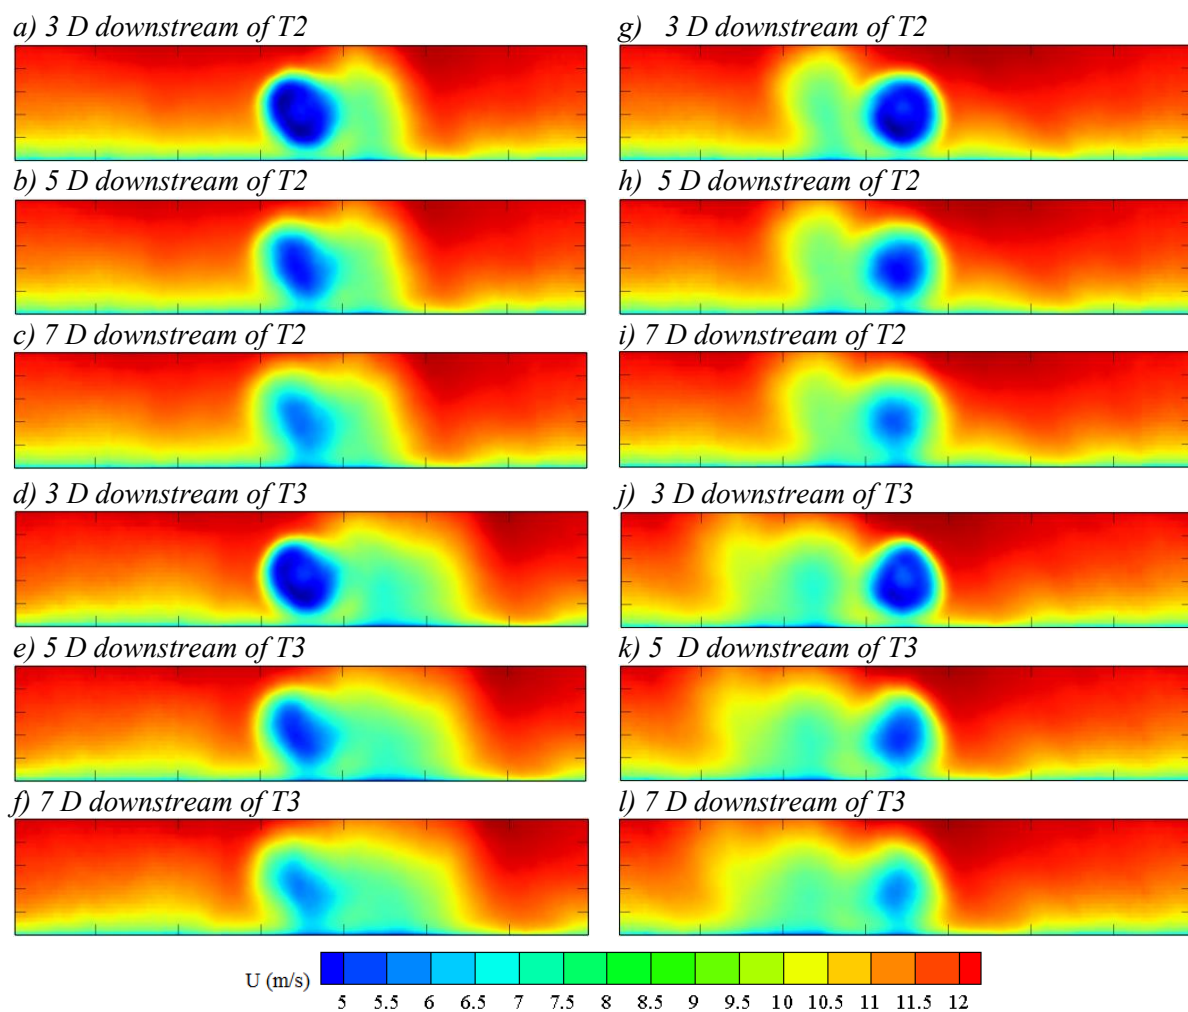 a) 3 D downstream of T2
g) 3 D downstream of T2
b) 5 D downstream of T2
h) 5 D downstream of T2
c) 7 D downstream of T2
i) 7 D downstream of T2
d) 3 D downstream of T3
j) 3 D downstream of T3
e) 5 D downstream of T3
k) 5 D downstream of T3
f) 7 D downstream of T3
l) 7 D downstream of T3
U (m/s)
5 5.5 6 6.5 7 7.5 8 8.5 9 9.5 10 10.5 11 11.5 12